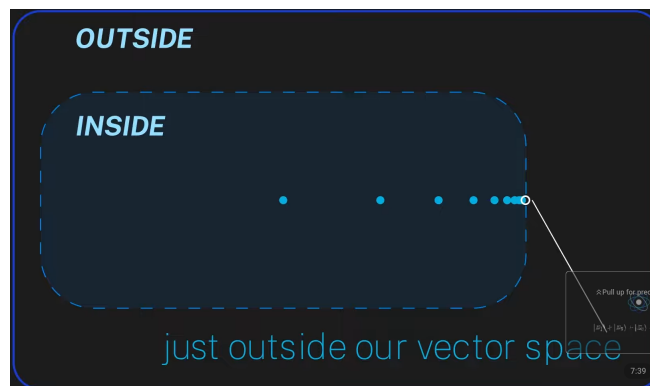 OUTSIDE
INSIDE
Pull up for
just outside our vector space
7:39